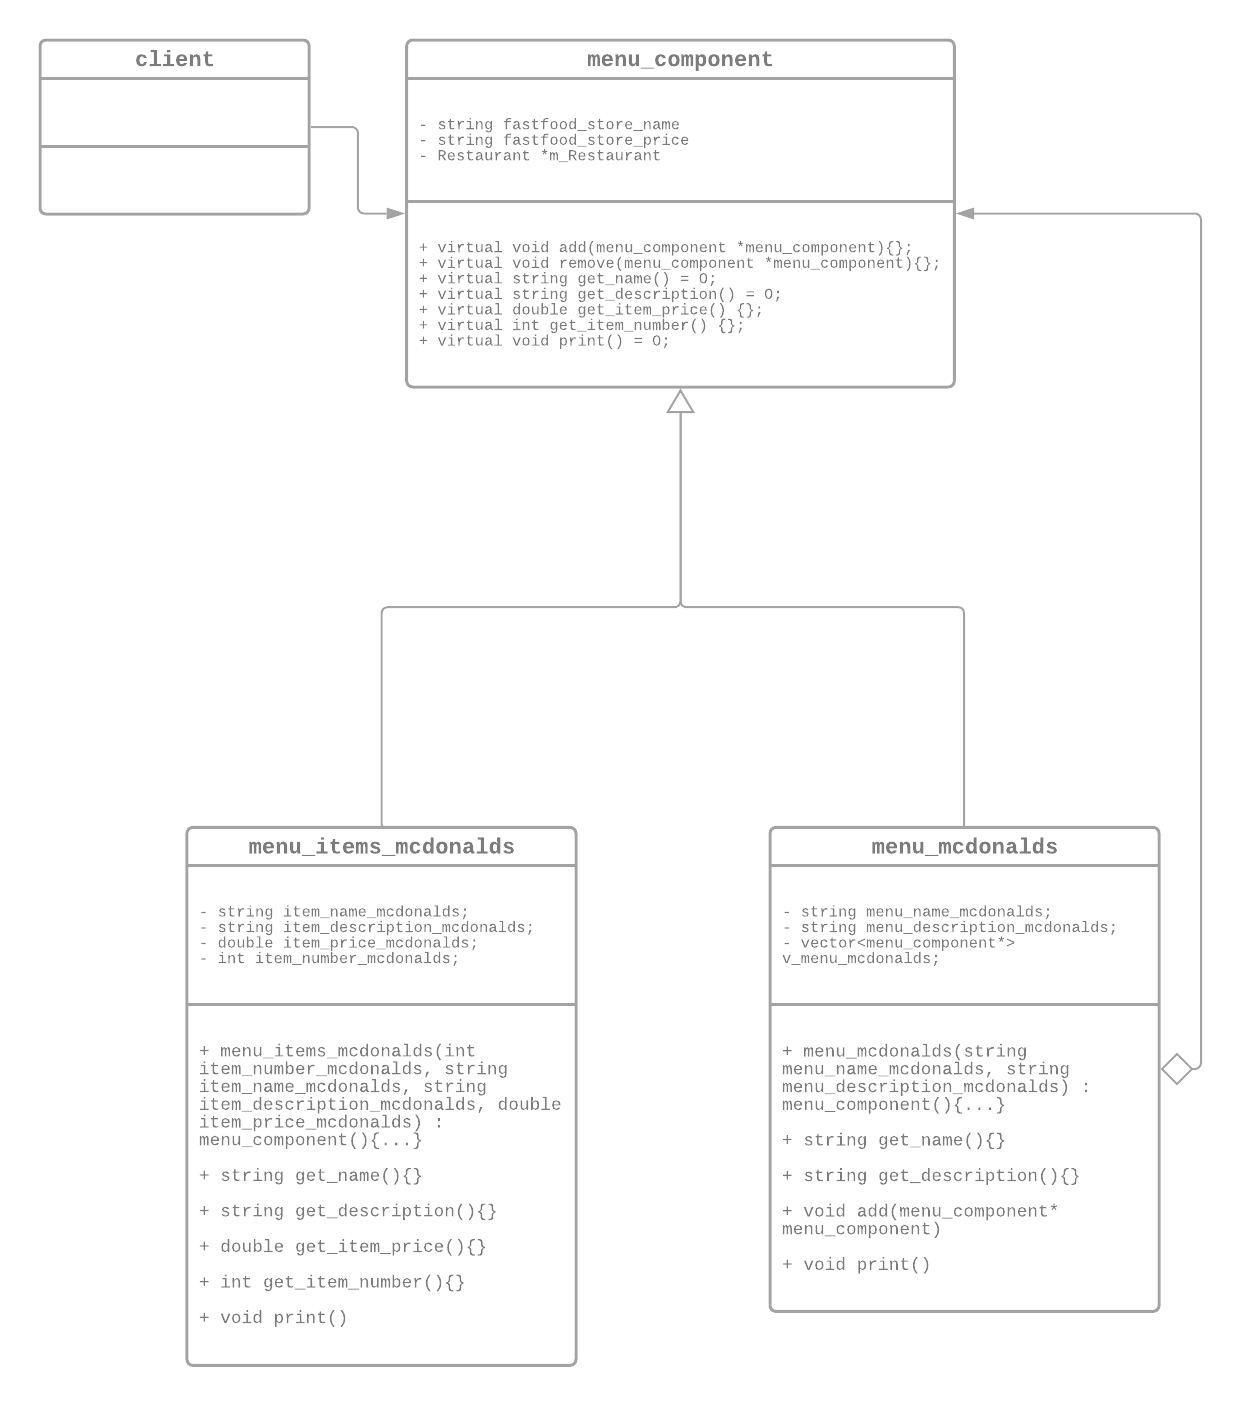 client
menu_component
- string fastfood_store_name
- string fastfood_store_price
- Restaurant *m_Restaurant
+ virtual void add(menu_component *menu_component){};
+ virtual void remove(menu_component *menu_component){};
+ virtual string get_name() = 0;
+ virtual string get_description() = 0;
+ virtual double get_item_price() {};
+ virtual int get_item_number() {};
+ virtual void print() = 0;
menu_items_mcdonalds
- string item_name_mcdonalds;
- string item_description_mcdonalds;
- double item_price_mcdonalds;
- int item_number_mcdonalds;
+ menu_items_mcdonalds(int
item_number_mcdonalds, string
item_name_mcdonalds, string
item_description_mcdonalds, double
item_price_mcdonalds) :
menu_component(){...}
+ string get_name(){}
+ string get_description(){}
+ double get_item_price(){}
+ int get_item_number(){}
+ void print()
menu_mcdonalds
- string menu_name_mcdonalds;
- string menu_description_mcdonalds;
- vector<menu_component*>
v_menu_mcdonalds;
+ menu_mcdonalds(string
menu_name_mcdonalds, string
menu_description_mcdonalds) :
menu_component(){...}
+ string get_name(){}
+ string get_description(){}
+ void add(menu_component*
menu_component)
+ void print()